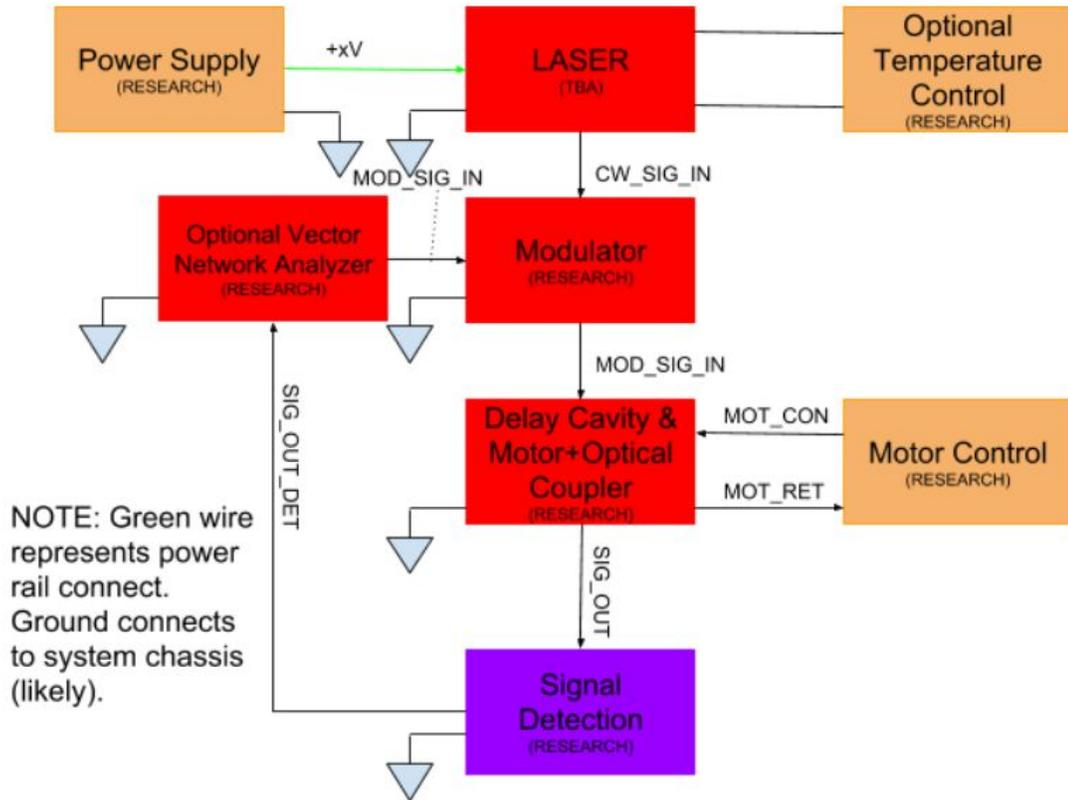 Power Supply
(RESEARCH)
+xV
LASER
(TBA)
Optional
Temperature
Control
(RESEARCH)
MOD_SIG_IN
CW_SIG_IN
Optional Vector
Network Analyzer
(RESEARCH)
Modulator
(RESEARCH)
MOD_SIG_IN
SIG_OUT_DET
Delay Cavity &
Motor+Optical
Coupler
(RESEARCH)
MOT_CON
MOT_RET
Motor Control
(RESEARCH)
NOTE: Green wire
represents power
rail connect.
Ground connects
to system chassis
(likely).
SIG_OUT
Signal
Detection
(RESEARCH)